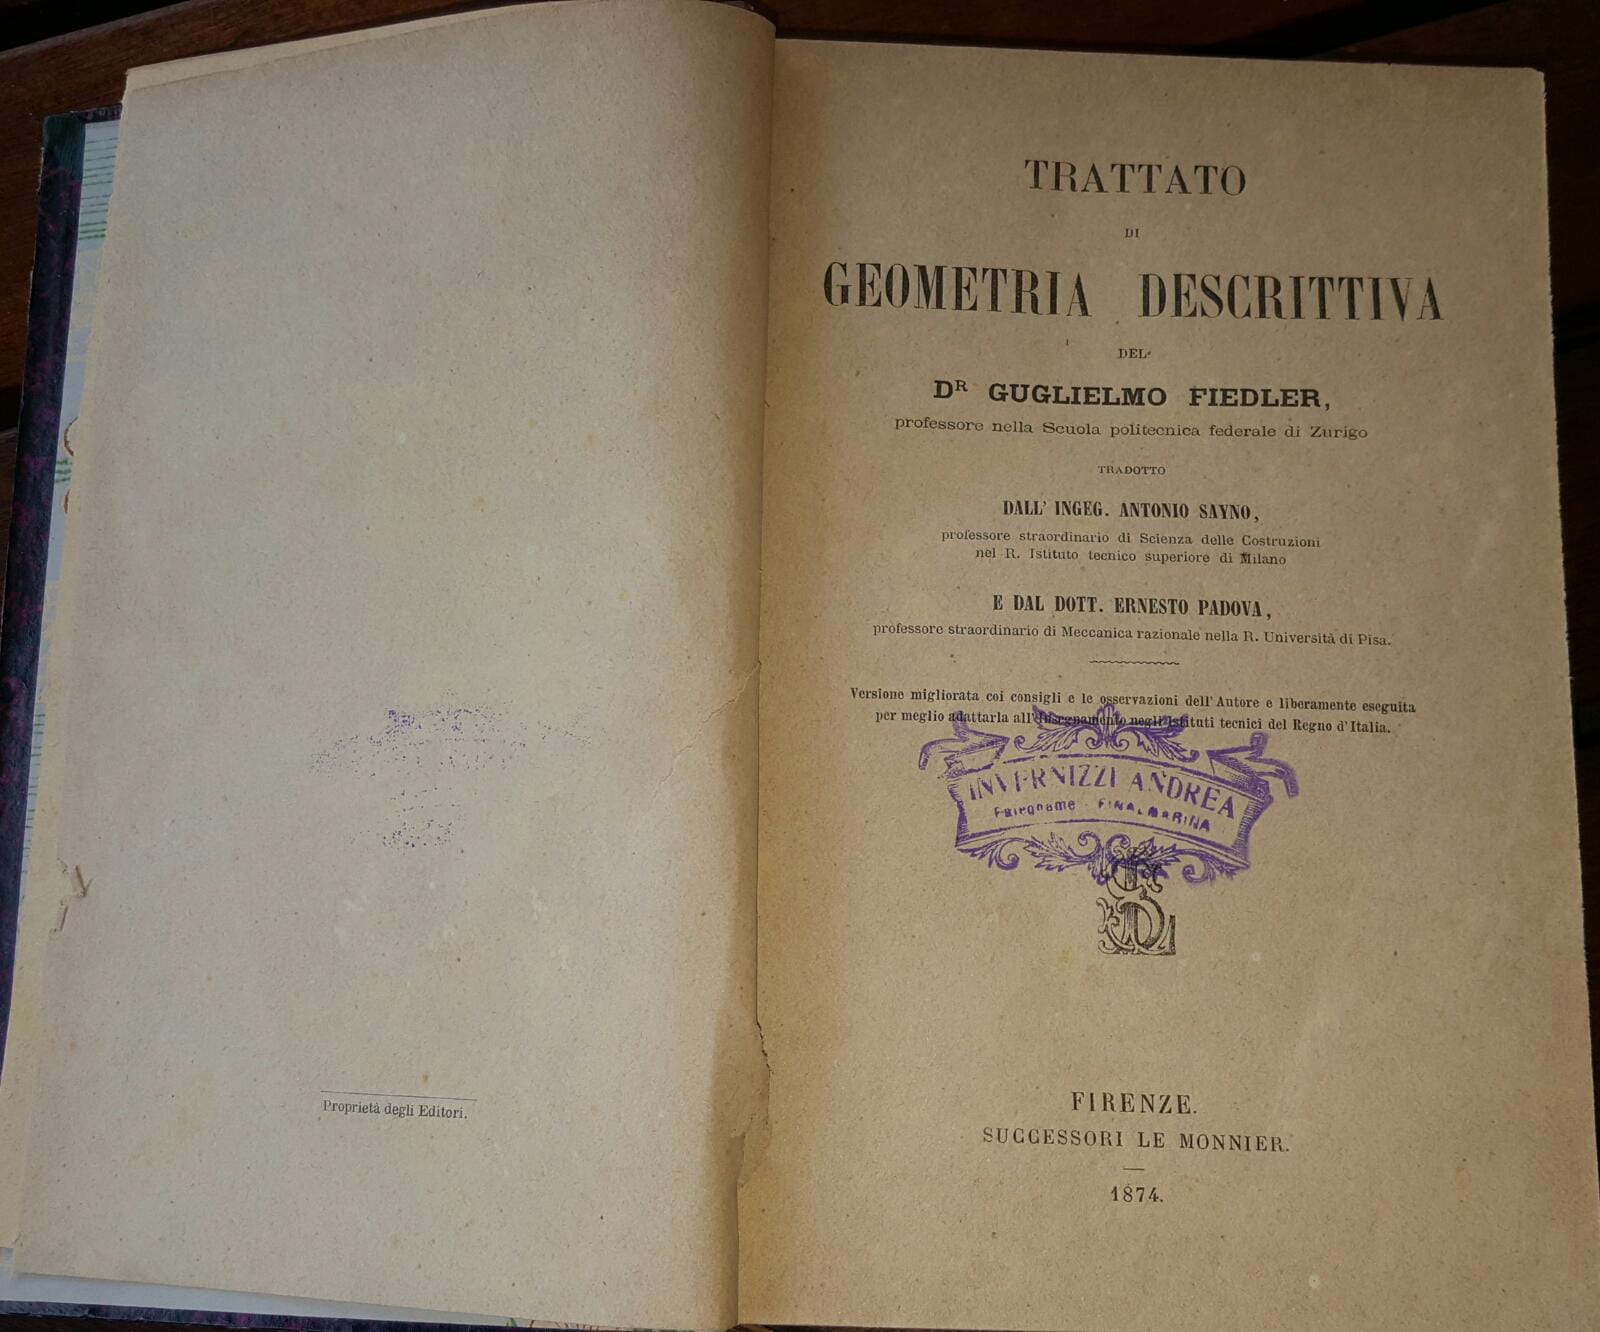 Proprietà degli Editori.
TRATTATO
DI
GEOMETRIA DESCRITTIVA
DEL
DR GUGLIELMO FIEDLER,
professore nella Scuola politecnica federale di Zurigo
TRADOTTO
DALL' INGEG. ANTONIO SAYNO,
professore straordinario di Scienza delle Costruzioni
nel R. Istituto tecnico superiore di Milano
E DAL DOTT. ERNESTO PADOVA,
professore straordinario di Meccanica razionale nella R. Università di Pisa.
Versione migliorata coi consigli e le osservazioni dell'Autore e liberamente eseguita
per meglio adattarla all'Insegnamento negli Istituti tecnici del Regno d'Italia.
INVERNIZZI ANDREA
Falegname - FINALMARINA
FIRENZE.
SUCCESSORI LE MONNIER.
1874.